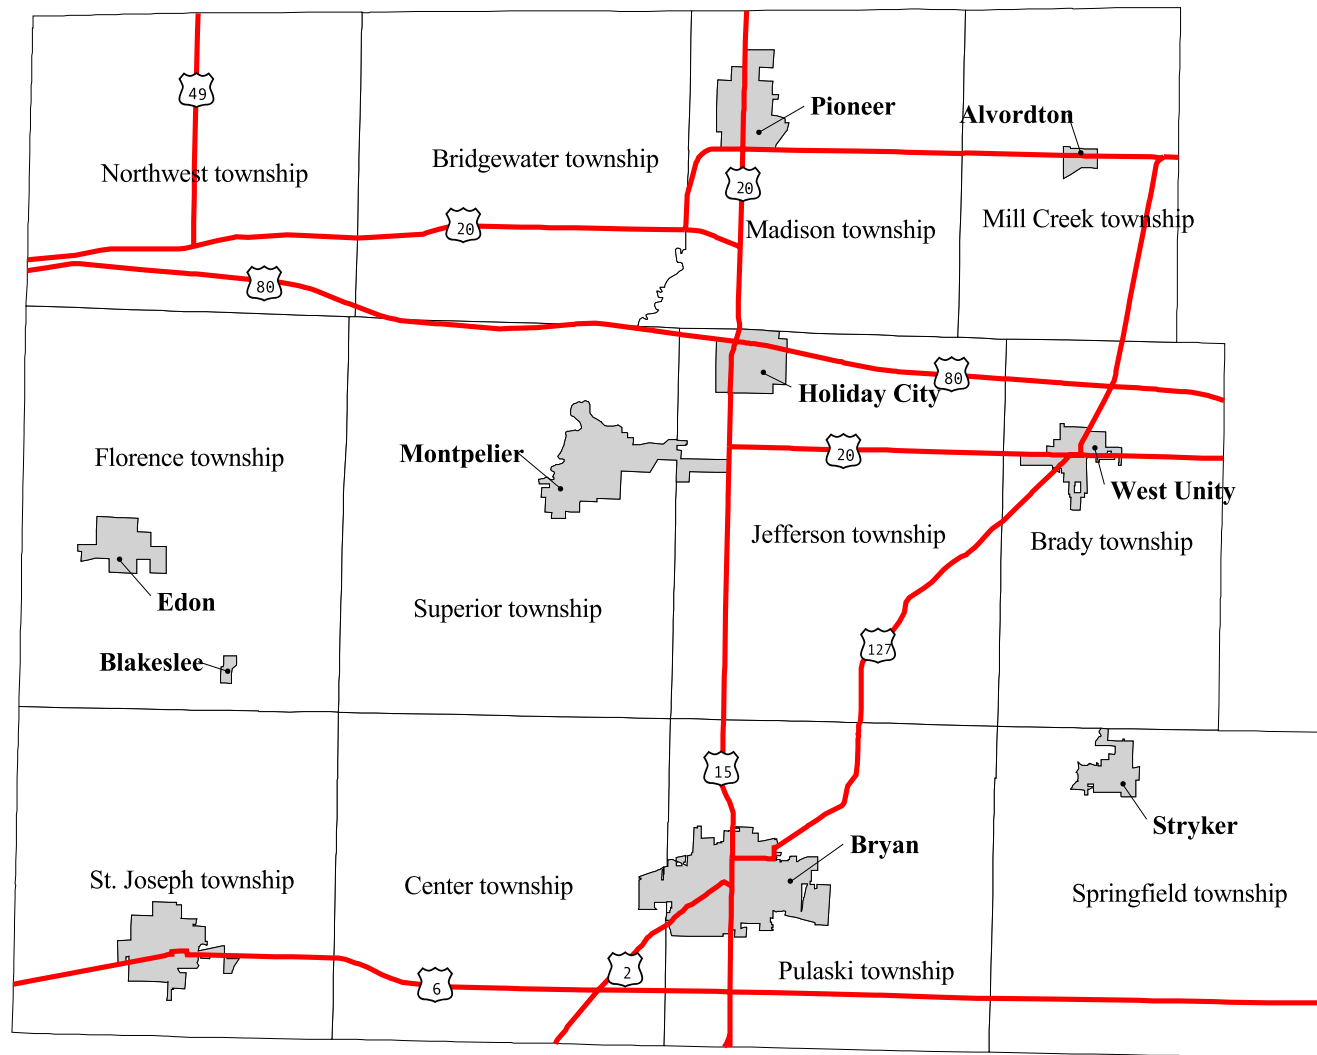 49
Pioneer
Alvordton
Bridgewater township
Northwest township
20
Mill Creek township
20
Madison township
80
80
Holiday City
Montpelier
20
Florence township
West Unity
Jefferson township
Brady township
Edon
Superior township
127
Blakeslee
15
Stryker
Bryan
St. Joseph township
Center township
Springfield township
2
Pulaski township
6